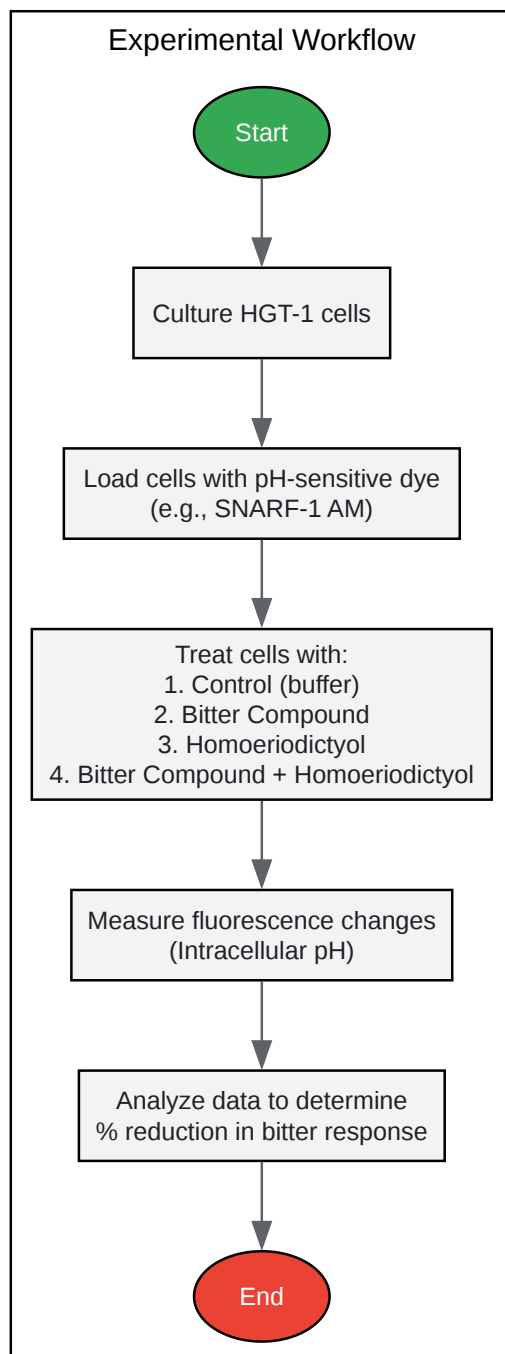 Experimental Workflow
Start
Culture HGT-1 cells
Load cells with pH-sensitive dye
(e.g., SNARF-1 AM)
Treat cells with:
1. Control (buffer)
2. Bitter Compound
3. Homoeriodictyol
4. Bitter Compound + Homoeriodictyol
Measure fluorescence changes
(Intracellular pH)
Analyze data to determine
% reduction in bitter response
End